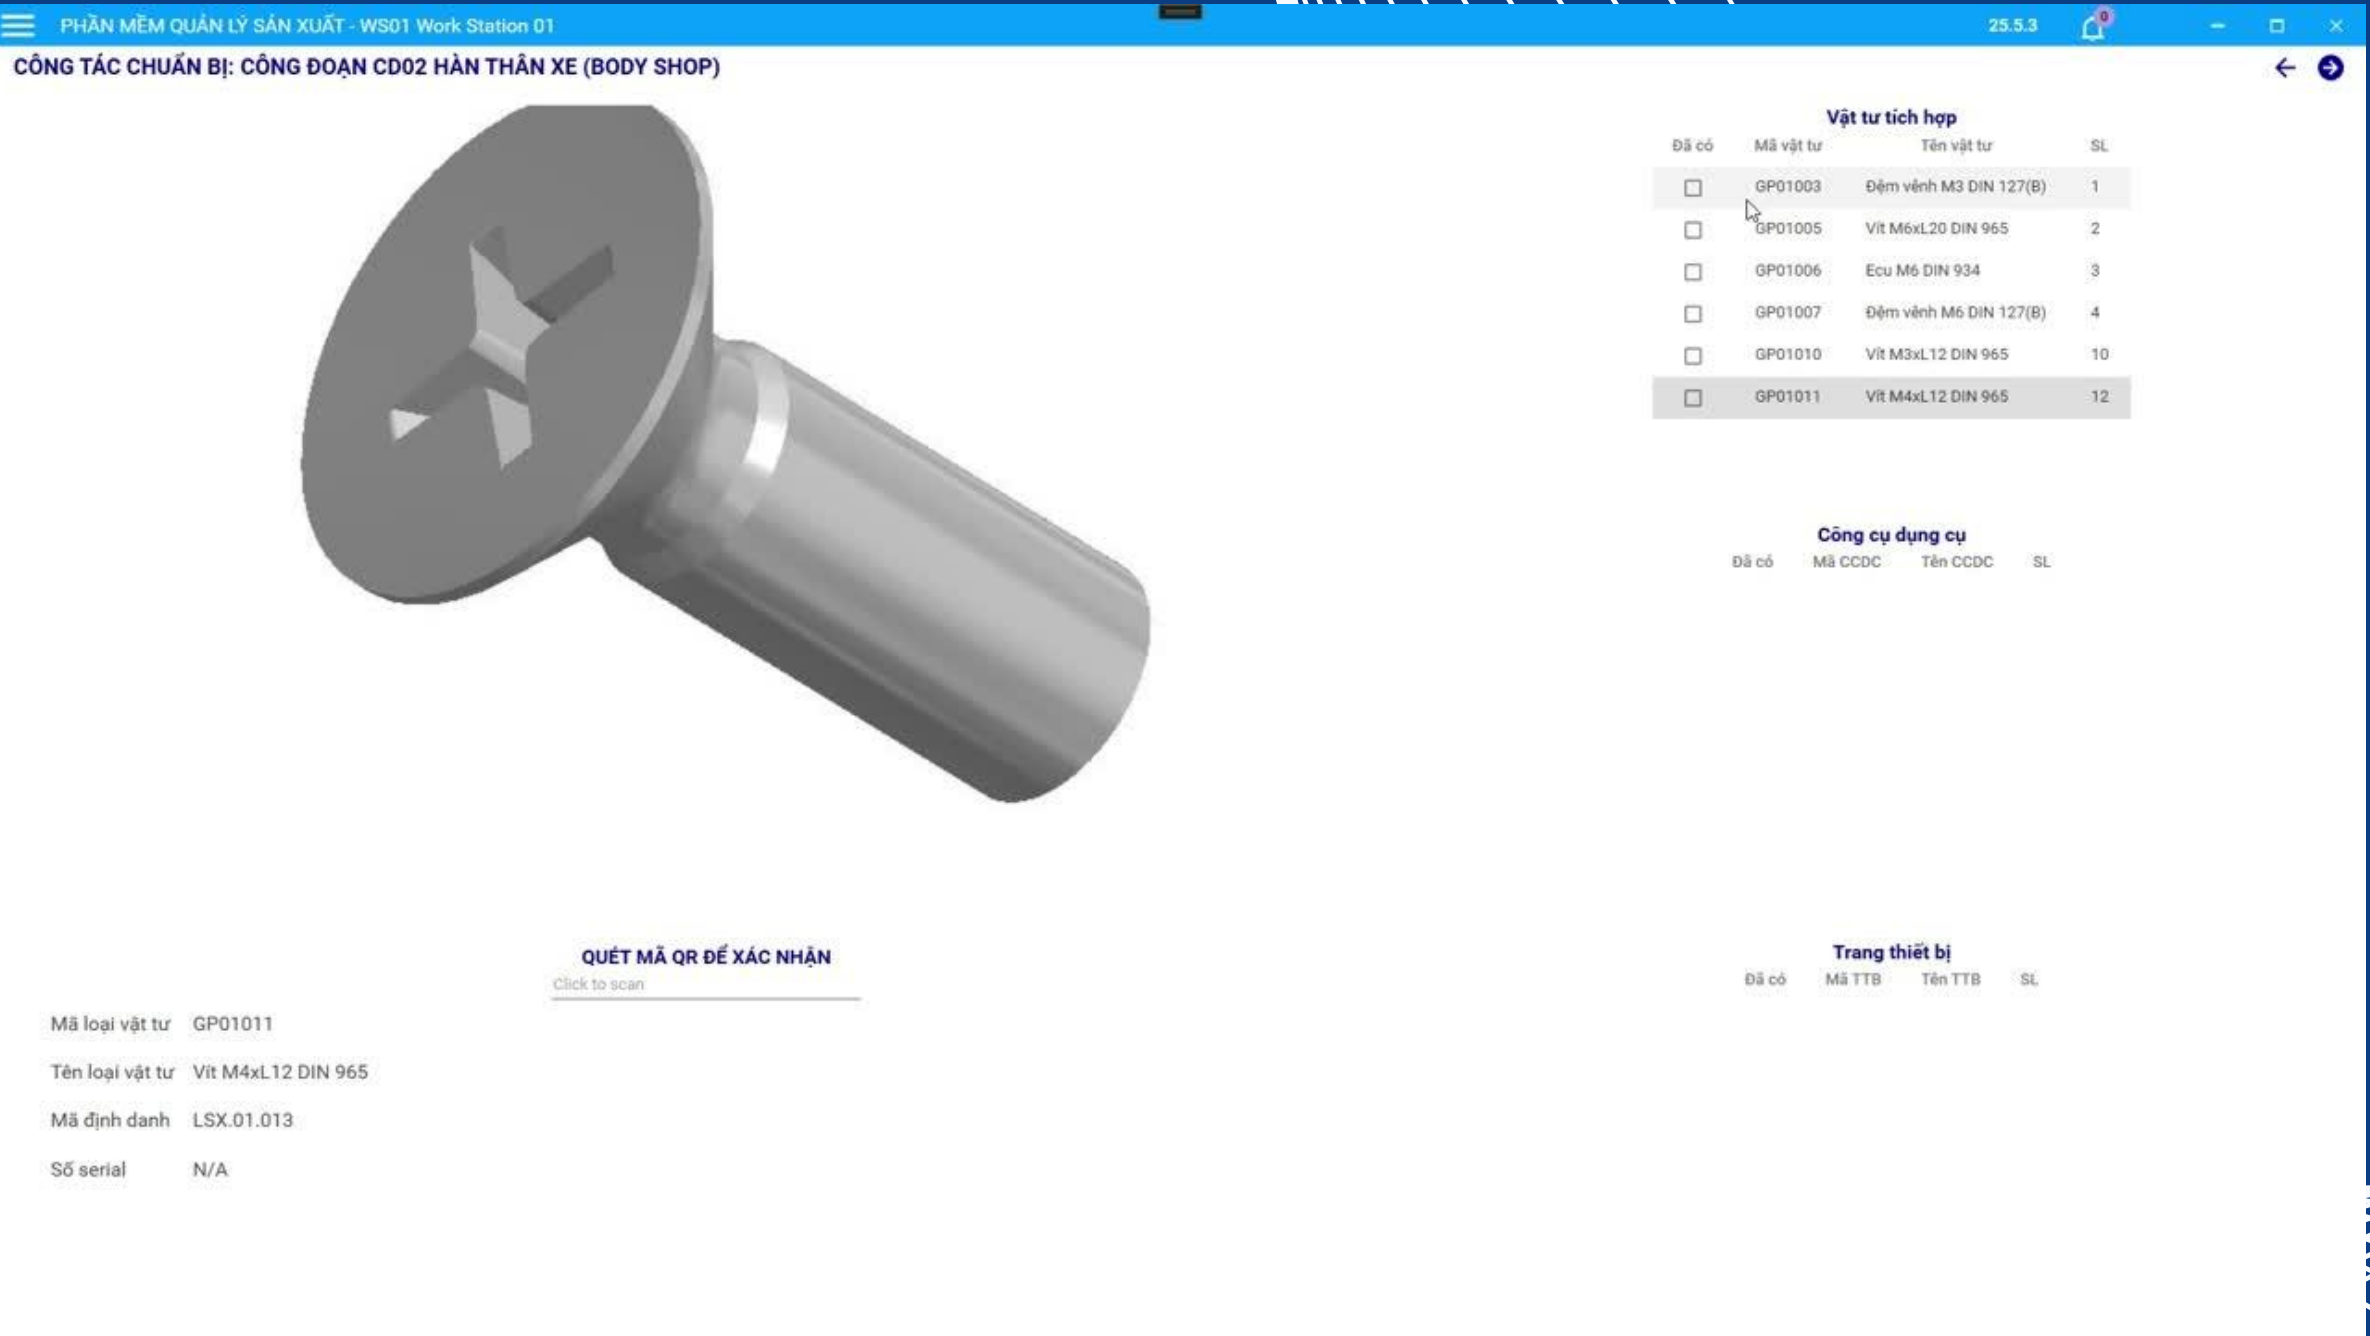 PHẦN MỀM QUẢN LÝ SẢN XUẤT - WS01 Work Station 01
25.5.3
0
CÔNG TÁC CHUẨN BỊ: CÔNG ĐOẠN CD02 HÀN THÂN XE (BODY SHOP)
Vật tư tích hợp
Đã có Mã vật tư Tên vật tư SL
GP01003 Đệm vênh M3 DIN 127(B) 1
GP01005 Vít M6xL20 DIN 965 2
GP01006 Ecu M6 DIN 934 3
GP01007 Đệm vênh M6 DIN 127(B) 4
GP01010 Vít M3xL12 DIN 965 10
GP01011 Vít M4xL12 DIN 965 12
Công cụ dụng cụ
Đã có Mã CCDC Tên CCDC SL
QUÉT MÃ QR ĐỂ XÁC NHẬN
Click to scan
Trang thiết bị
Đã có Mã TTB Tên TTB SL
Mã loại vật tư GP01011
Tên loại vật tư Vít M4xL12 DIN 965
Mã định danh LSX.01.013
Số serial N/A